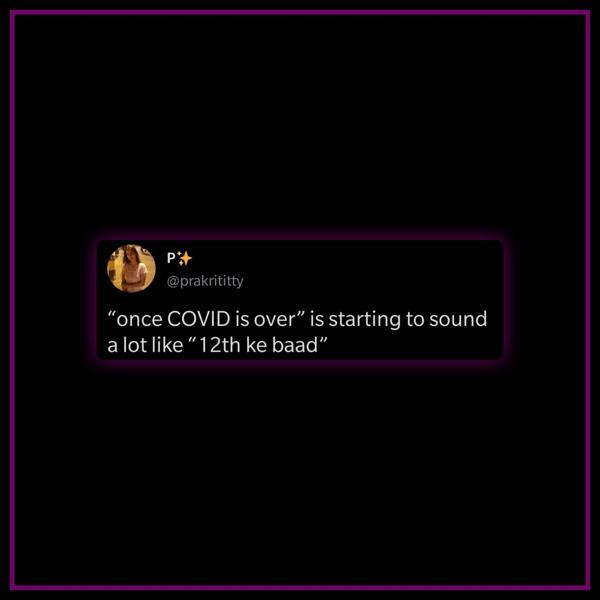 P✨
@prakrititty
“once COVID is over” is starting to sound
a lot like “12th ke baad”